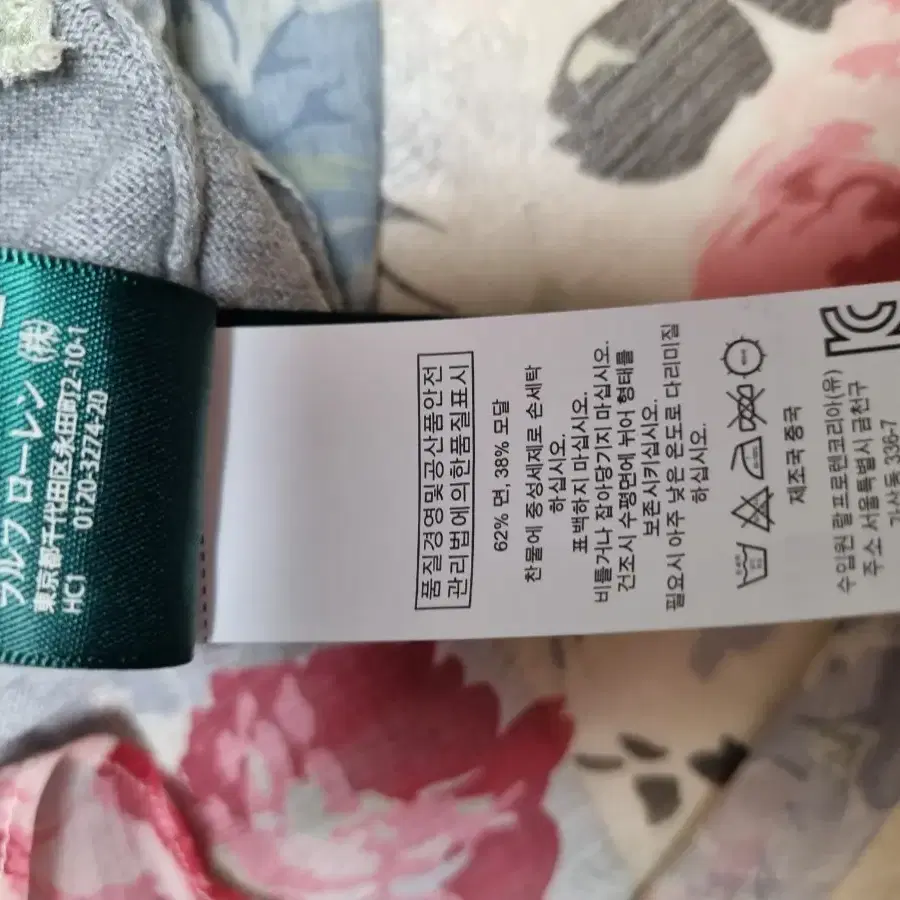 フルフ ローレン (株)
東京都千代田区永田町2-10-1
0120-3274-20
HC1
품질경영및공산품안전
관리법에의한품질표시
62% 면, 38% 모달
찬물에 중성세제로 손세탁
하십시오.
표백하지 마십시오.
비틀거나 잡아당기지 마십시오.
건조시 수평면에 뉘어 형태를
보존시키십시오.
필요시 아주 낮은 온도로 다리미질
하십시오.
제조국 중국
수입원 랄프로렌코리아(유)
주소 서울특별시 금천구
가산동 336-7